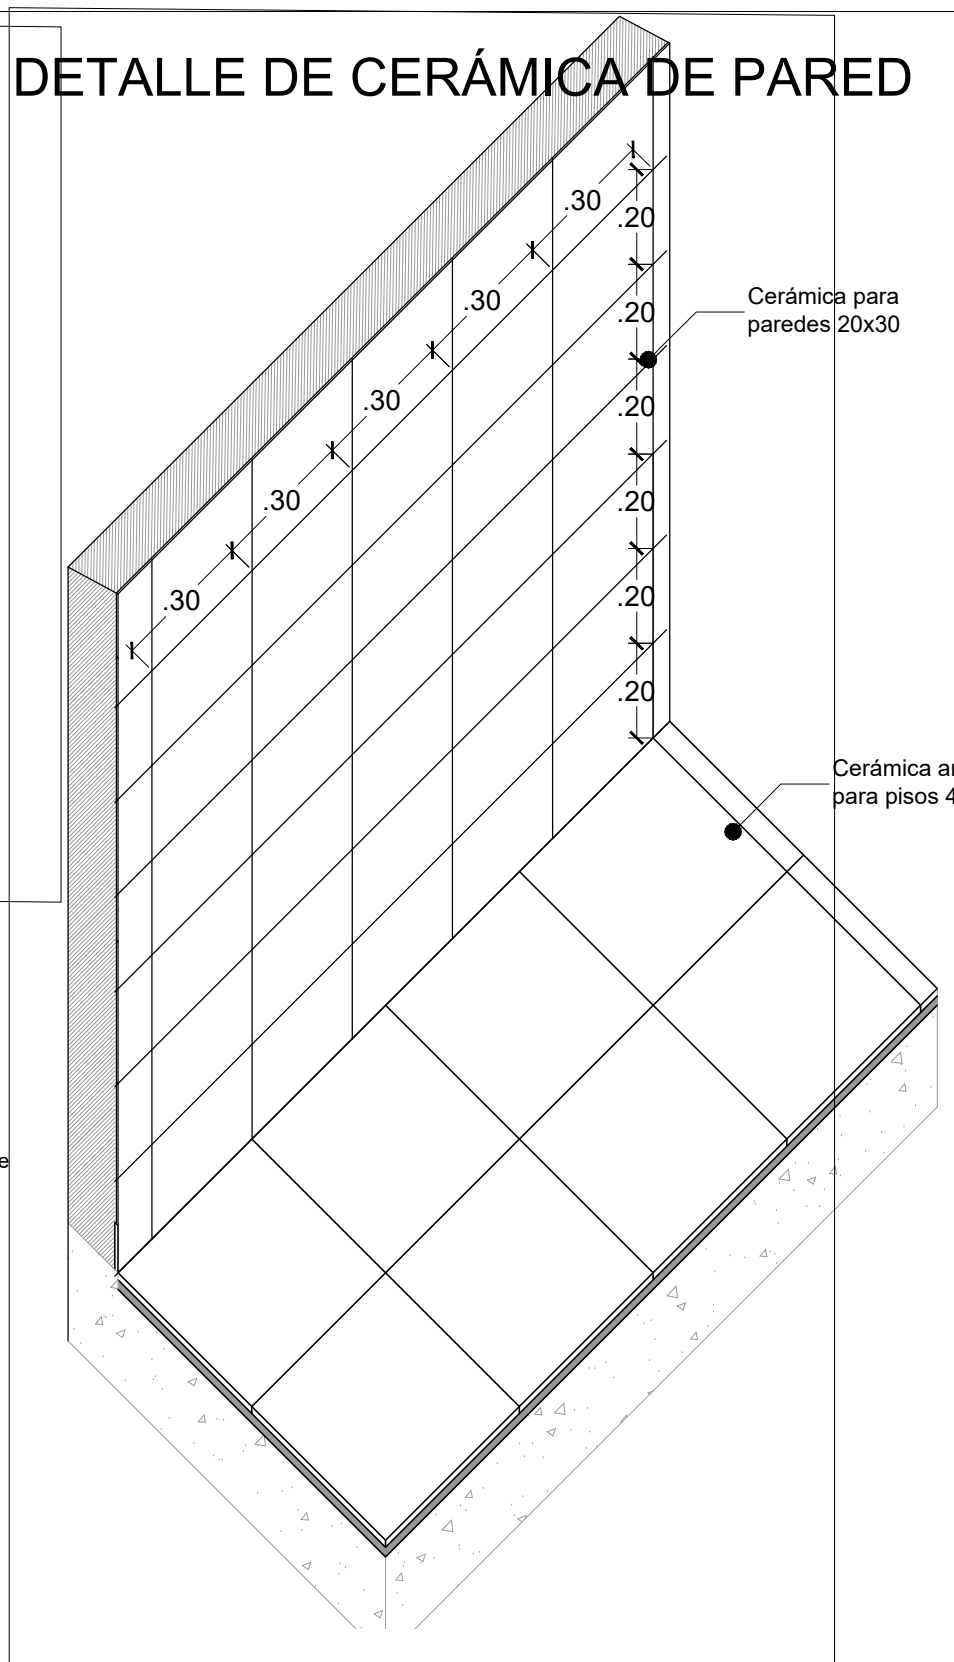 DETALLE DE CERÁMICA DE PARED
.30
.20
.30
.20
Cerámica para
paredes 20x30
.30
.20
.30
.20
.30
.20
.20
Cerámica
para pisos